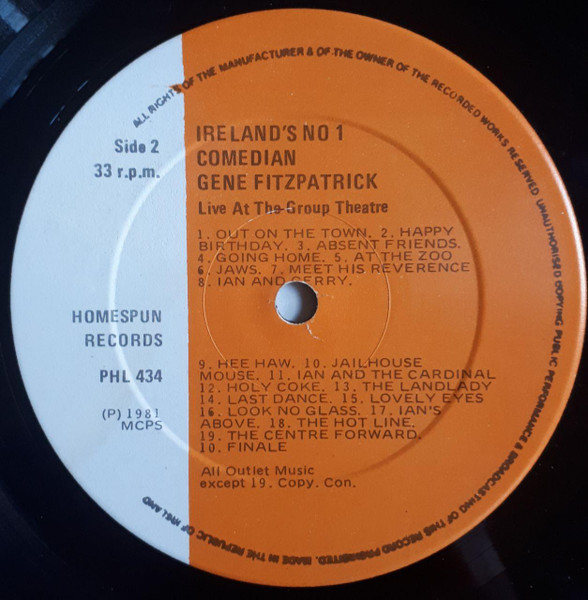 ALL RIGHTS OF THE MANUFACTURER & OF THE OWNER OF THE RECORDED WORKS RESERVED. UNAUTHORISED COPYING PUBLIC PERFORMANCE & BROADCASTING OF THIS RECORD PROHIBITED. MADE IN THE REPUBLIC OF IRELAND
Side 2
33 r.p.m.
IRELAND'S NO 1
COMEDIAN
GENE FITZPATRICK
Live At The Group Theatre
1. OUT ON THE TOWN. 2. HAPPY
BIRTHDAY. 3. ABSENT FRIENDS.
4. GOING HOME. 5. AT THE ZOO
6. JAWS. 7. MEET HIS REVERENCE
8. IAN AND GERRY.
HOMESPUN
RECORDS
PHL 434
(P) 1981
MCPS
9. HEE HAW. 10. JAILHOUSE
MOUSE. 11. IAN AND THE CARDINAL
12. HOLY COKE. 13. THE LANDLADY
14. LAST DANCE. 15. LOVELY EYES
16. LOOK NO GLASS. 17. IAN'S
ABOVE. 18. THE HOT LINE.
19. THE CENTRE FORWARD.
10. FINALE
All Outlet Music
except 19. Copy. Con.